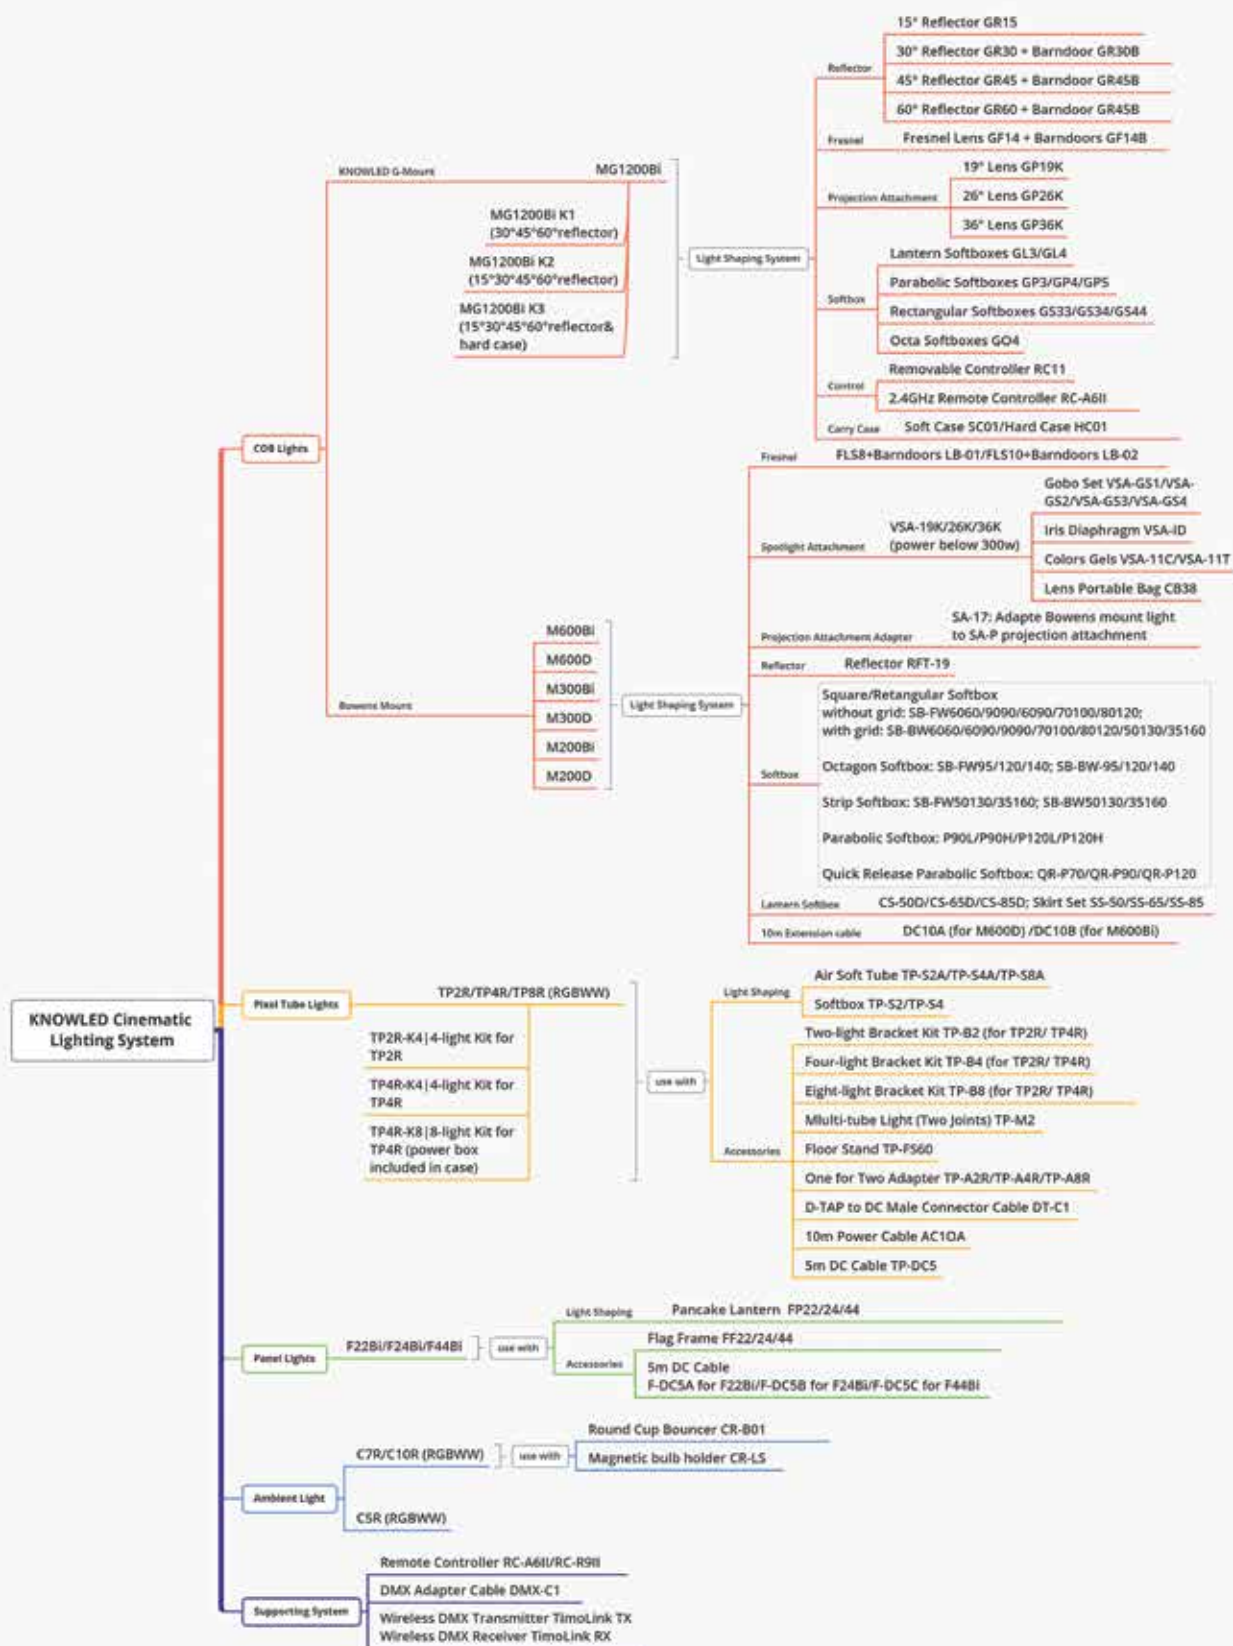 KNOWLED Cinematic
Lighting System
COB Lights
KNOWLED G-Mount
MG1200Bi
MG1200Bi K1
(30°45°60°reflector)
MG1200Bi K2
(15°30°45°60°reflector)
MG1200Bi K3
(15°30°45°60°reflector&
hard case)
Light Shaping System
Reflector
15° Reflector GR15
30° Reflector GR30 + Barndoor GR30B
45° Reflector GR45 + Barndoor GR45B
60° Reflector GR60 + Barndoor GR45B
Fresnel
Fresnel Lens GF14 + Barndoors GF14B
Projection Attachment
19° Lens GP19K
26° Lens GP26K
36° Lens GP36K
Softbox
Lantern Softboxes GL3/GL4
Parabolic Softboxes GP3/GP4/GP5
Rectangular Softboxes GS33/GS34/GS44
Octa Softboxes GO4
Control
Removable Controller RC11
2.4GHz Remote Controller RC-A6II
Carry Case
Soft Case SC01/Hard Case HC01
Bowens Mount
M600Bi
M600D
M300Bi
M300D
M200Bi
M200D
Light Shaping System
Fresnel
FLS8+Barndoors LB-01/FLS10+Barndoors LB-02
Spotlight Attachment
VSA-19K/26K/36K
(power below 300w)
Gobo Set VSA-GS1/VSA-
GS2/VSA-GS3/VSA-GS4
Iris Diaphragm VSA-ID
Colors Gels VSA-11C/VSA-11T
Lens Portable Bag CB38
Projection Attachment Adapter
SA-17: Adapte Bowens mount light
to SA-P projection attachment
Reflector
Reflector RFT-19
Softbox
Square/Retangular Softbox
without grid: SB-FW6060/9090/6090/70100/80120;
with grid: SB-BW6060/6090/9090/70100/80120/50130/35160
Octagon Softbox: SB-FW95/120/140; SB-BW-95/120/140
Strip Softbox: SB-FW50130/35160; SB-BW50130/35160
Parabolic Softbox: P90L/P90H/P120L/P120H
Quick Release Parabolic Softbox: QR-P70/QR-P90/QR-P120
Lantern Softbox
CS-50D/CS-65D/CS-85D; Skirt Set SS-50/SS-65/SS-85
10m Extension cable
DC10A (for M600D) /DC10B (for M600Bi)
Pixel Tube Lights
TP2R/TP4R/TP8R (RGBWW)
TP2R-K4|4-light Kit for
TP2R
TP4R-K4|4-light Kit for
TP4R
TP4R-K8|8-light Kit for
TP4R (power box
included in case)
use with
Light Shaping
Air Soft Tube TP-S2A/TP-S4A/TP-S8A
Softbox TP-S2/TP-S4
Accessories
Two-light Bracket Kit TP-B2 (for TP2R/ TP4R)
Four-light Bracket Kit TP-B4 (for TP2R/ TP4R)
Eight-light Bracket Kit TP-B8 (for TP2R/ TP4R)
Mlulti-tube Light (Two Joints) TP-M2
Floor Stand TP-FS60
One for Two Adapter TP-A2R/TP-A4R/TP-A8R
D-TAP to DC Male Connector Cable DT-C1
10m Power Cable AC10A
5m DC Cable TP-DC5
Panel Lights
F22Bi/F24Bi/F44Bi
use with
Light Shaping
Pancake Lantern FP22/24/44
Accessories
Flag Frame FF22/24/44
5m DC Cable
F-DC5A for F22Bi/F-DC5B for F24Bi/F-DC5C for F44Bi
Ambient Light
C7R/C10R (RGBWW)
use with
Round Cup Bouncer CR-B01
Magnetic bulb holder CR-LS
C5R (RGBWW)
Supporting System
Remote Controller RC-A6II/RC-R9II
DMX Adapter Cable DMX-C1
Wireless DMX Transmitter TimoLink TX
Wireless DMX Receiver TimoLink RX